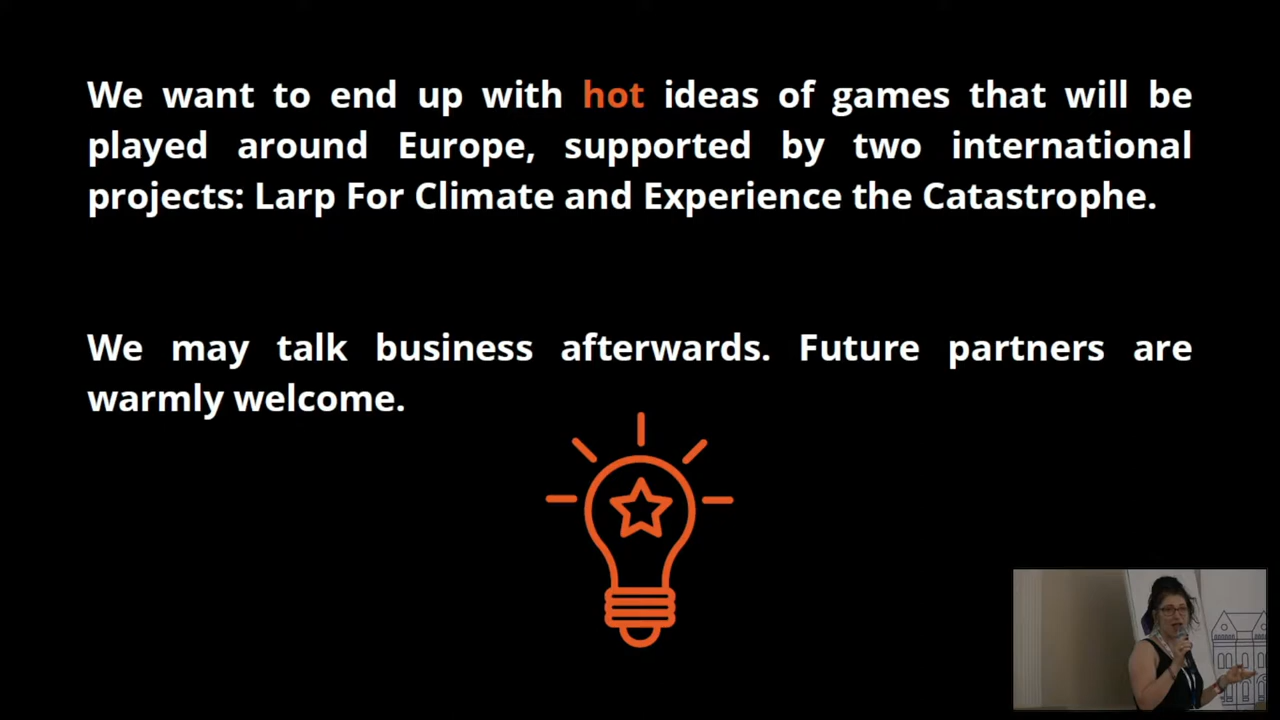 We want to end up with hot ideas of games that will be
played around Europe, supported by two international
projects: Larp For Climate and Experience the Catastrophe.
We may talk business afterwards. Future partners are
warmly welcome.